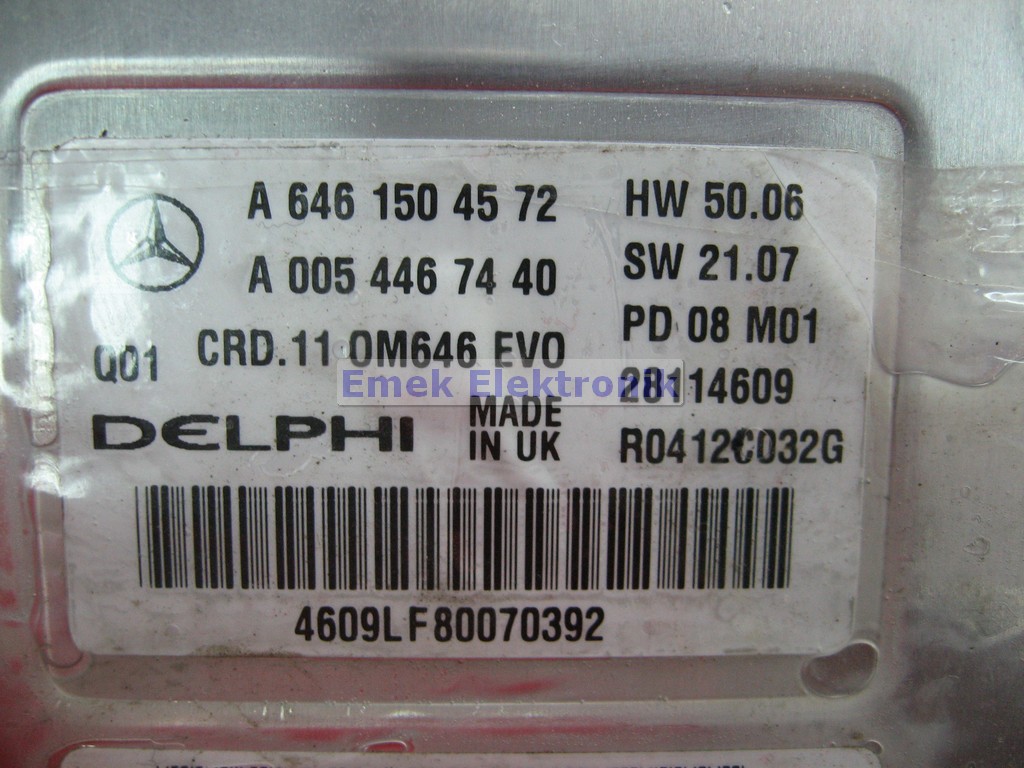 A 646 150 45 72
HW 50.06
A 005 446 74 40
SW 21.07
PD 08 M01
Q01
CRD.11 OM646 EVO
Emek Elektronik
28114609
DELPHI
MADE
IN UK
R0412C032G
4609LF80070392